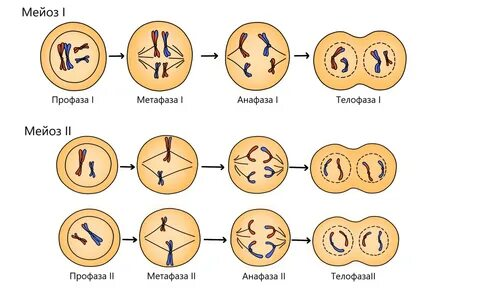 Мейоз I
Профаза I
Метафаза I
Анафаза I
Телофаза I
Мейоз II
Профаза II
Метафаза II
Анафаза II
ТелофазаII